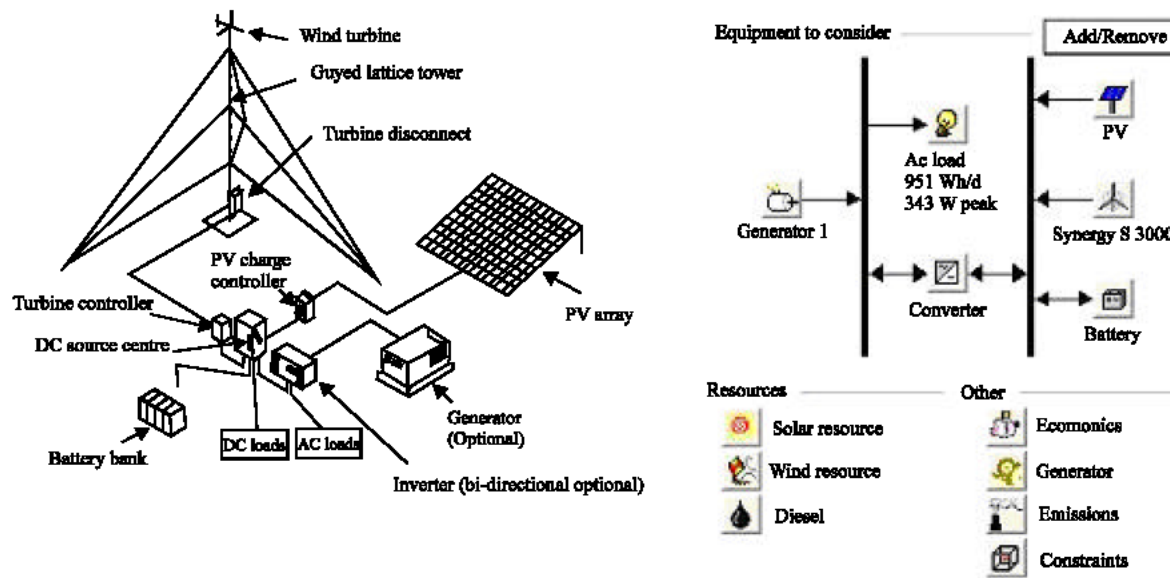 Wind turbine
Guyed lattice tower
Turbine disconnect
PV charge
controller
Turbine controller
PV array
DC source centre
Generator
(Optional)
DC loads
AC loads
Battery bank
Inverter (bi-directional optional)
Equipment to consider
Add/Remove
PV
Ac load
951 Wh/d
343 W peak
Generator 1
Synergy S 3000
Converter
Battery
Resources
Other
Solar resource
Ecomonics
Wind resource
Generator
Diesel
Emissions
Constraints